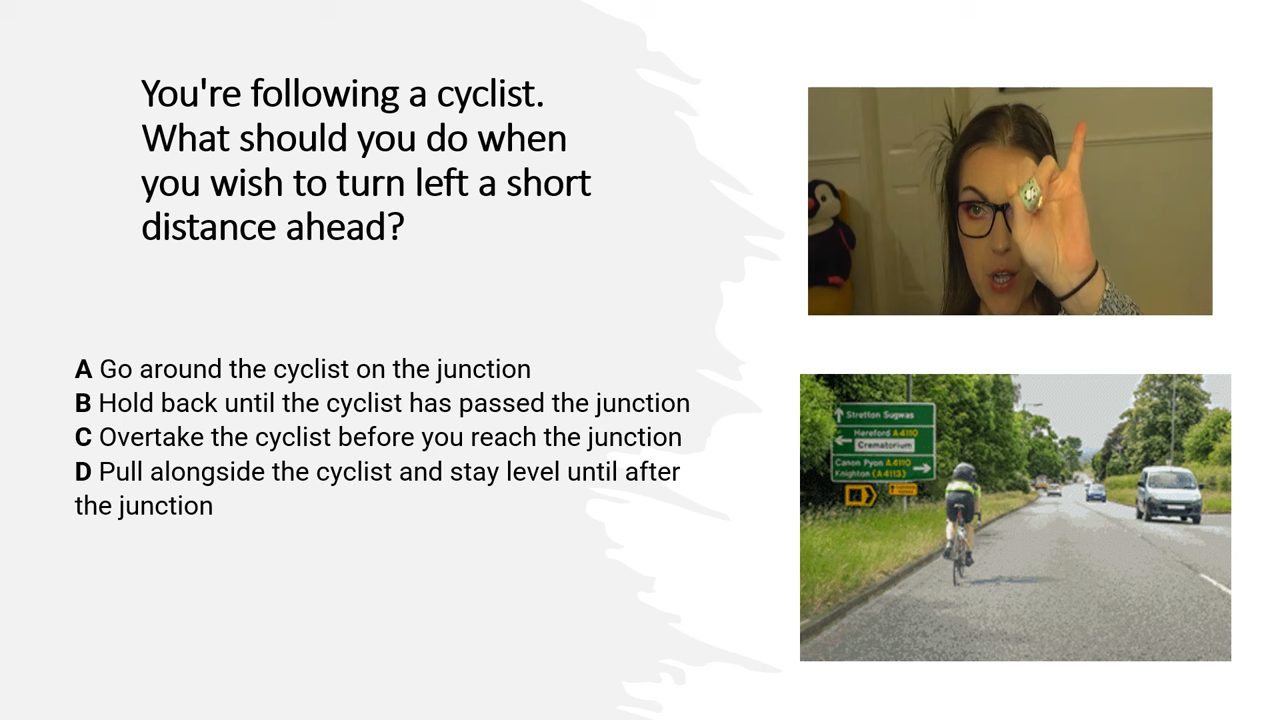 You're following a cyclist.
What should you do when
you wish to turn left a short
distance ahead?
A Go around the cyclist on the junction
B Hold back until the cyclist has passed the junction
C Overtake the cyclist before you reach the junction
D Pull alongside the cyclist and stay level until after
the junction
Stretton Sugwas
Hereford A4110
Crematorium
Canon Pyon A4110
Knighton (A4113)